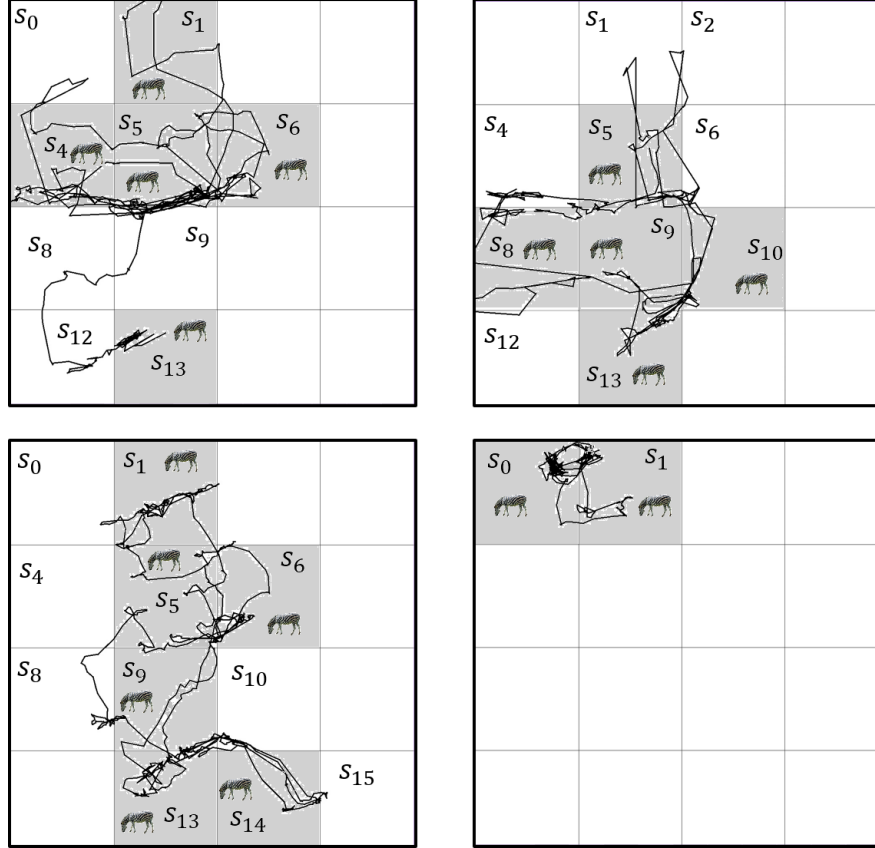 s₀ s₁
s₄ s₅ s₆
s₈ s₉
s₁₂ s₁₃
s₁ s₂
s₄ s₅ s₆
s₈ s₉ s₁₀
s₁₂ s₁₃
s₀ s₁
s₄ s₅ s₆
s₈ s₉ s₁₀
s₁₃ s₁₄ s₁₅
s₀ s₁